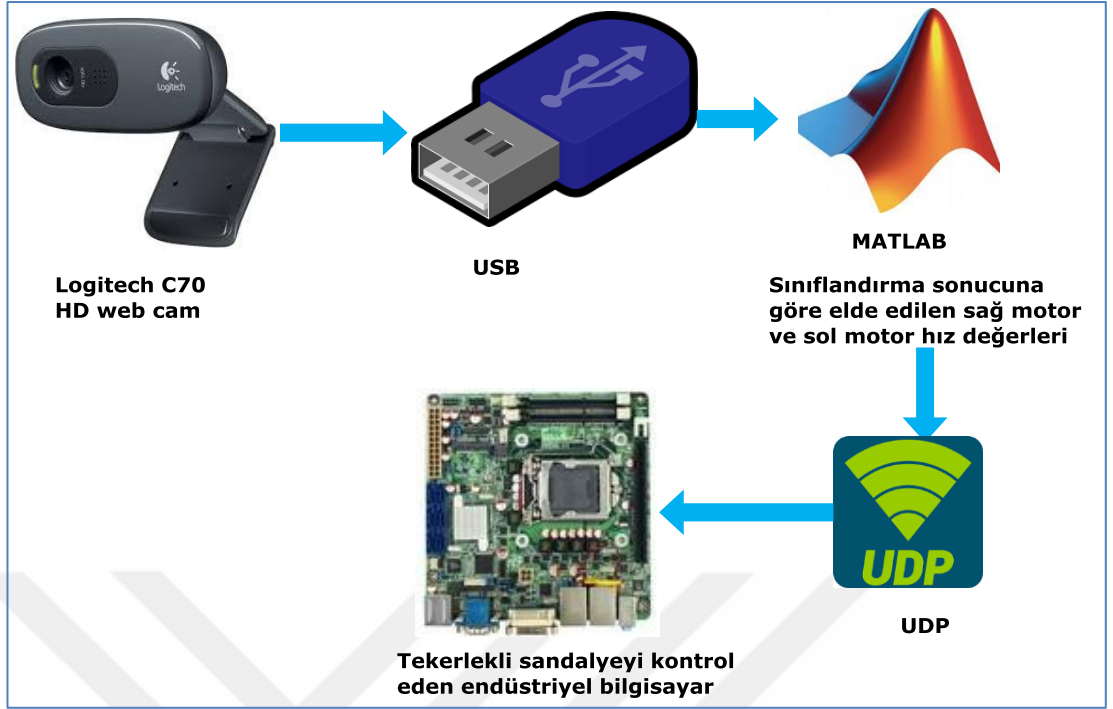 Logitech
Logitech C70
HD web cam
USB
MATLAB
Sınıflandırma sonucuna
göre elde edilen sağ motor
ve sol motor hız değerleri
UDP
UDP
Tekerlekli sandalyeyi kontrol
eden endüstriyel bilgisayar